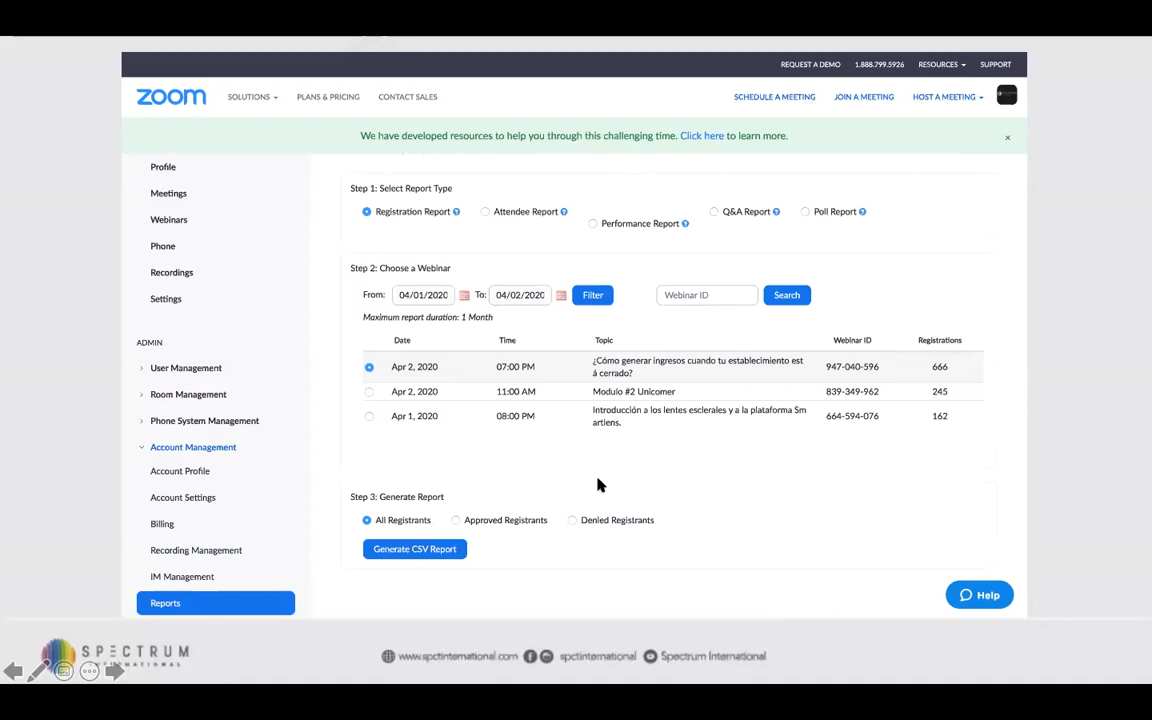 REQUEST A DEMO 1.888.799.5926 RESOURCES SUPPORT
zoom SOLUTIONS PLANS & PRICING CONTACT SALES SCHEDULE A MEETING JOIN A MEETING HOST A MEETING
We have developed resources to help you through this challenging time. Click here to learn more. ×
Profile
Meetings
Webinars
Phone
Recordings
Settings
ADMIN
User Management
Room Management
Phone System Management
Account Management
Account Profile
Account Settings
Billing
Recording Management
IM Management
Reports
Step 1: Select Report Type
Registration Report ? Attendee Report ? Performance Report ? Q&A Report ? Poll Report ?
Step 2: Choose a Webinar
From: 04/01/2020 To: 04/02/2020 Filter Webinar ID Search
Maximum report duration: 1 Month
Date Time Topic Webinar ID Registrations
Apr 2, 2020 07:00 PM ¿Cómo generar ingresos cuando tu establecimiento est 947-040-596 666
á cerrado?
Apr 2, 2020 11:00 AM Modulo #2 Unicomer 839-349-962 245
Apr 1, 2020 08:00 PM Introducción a los lentes esclerales y a la plataforma Sm 664-594-076 162
artlens.
Step 3: Generate Report
All Registrants Approved Registrants Denied Registrants
Generate CSV Report
Help
SPECTRUM
INTERNATIONAL
www.spctinternational.com spctinternational Spectrum International